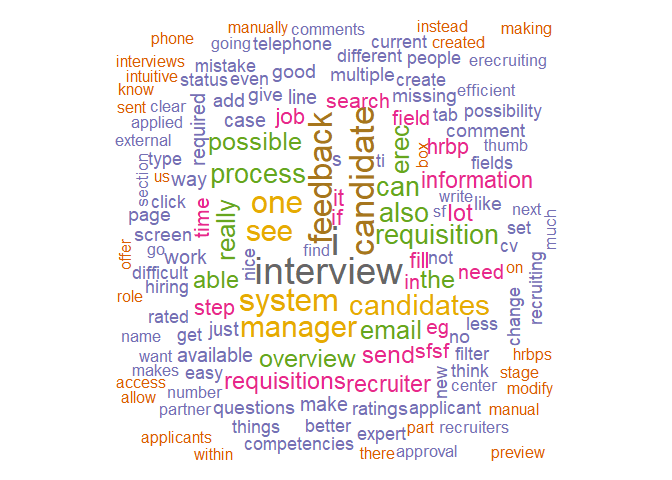 manually comments instead making
phone going telephone current created
interviews mistake different people erecruiting
intuitive status even good multiple create
know add give line search missing efficient
sent clear job field tab possibility
applied required case feedback candidate erec box comment
external possible s ti hrbp thumb
section type process fields
us way one can information
click really it write like next
page time see if also sf lot set much
screen i requisition cv
go work nice find fill not on
offer difficult able interview in the need recruiting
hiring
role step system candidates change
rated manager email eg less
name get just no
want available overview send sfsf filter hrbps
makes easy think stage
access number requisitions recruiter new center modify
allow partner questions make ratings applicant manual
things better expert part recruiters
applicants competencies
within there approval preview